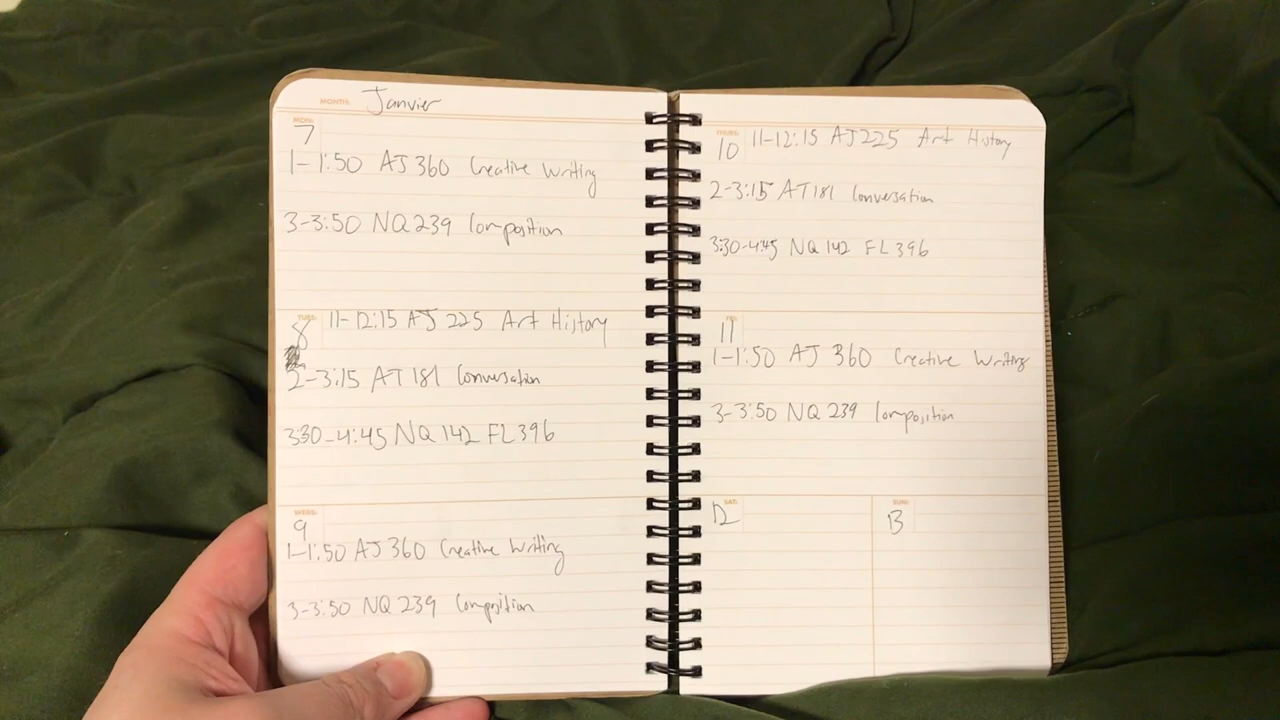 MONTH: Janvier
MON:
7
1-1:50 AJ 360 Creative Writing
3-3:50 NQ 239 Composition
TUES:
8 11-12:15 AJ 225 Art History
2-3:15 AT 181 Conversation
3:30-4:45 NQ 142 FL 396
WEDS:
9
1-1:50 AJ 360 Creative Writing
3-3:50 NQ 239 Composition
THURS:
10 11-12:15 AJ 225 Art History
2-3:15 AT 181 Conversation
3:30-4:45 NQ 142 FL 396
FRI:
11
1-1:50 AJ 360 Creative Writing
3-3:50 NQ 239 Composition
SAT:
12
SUN:
13